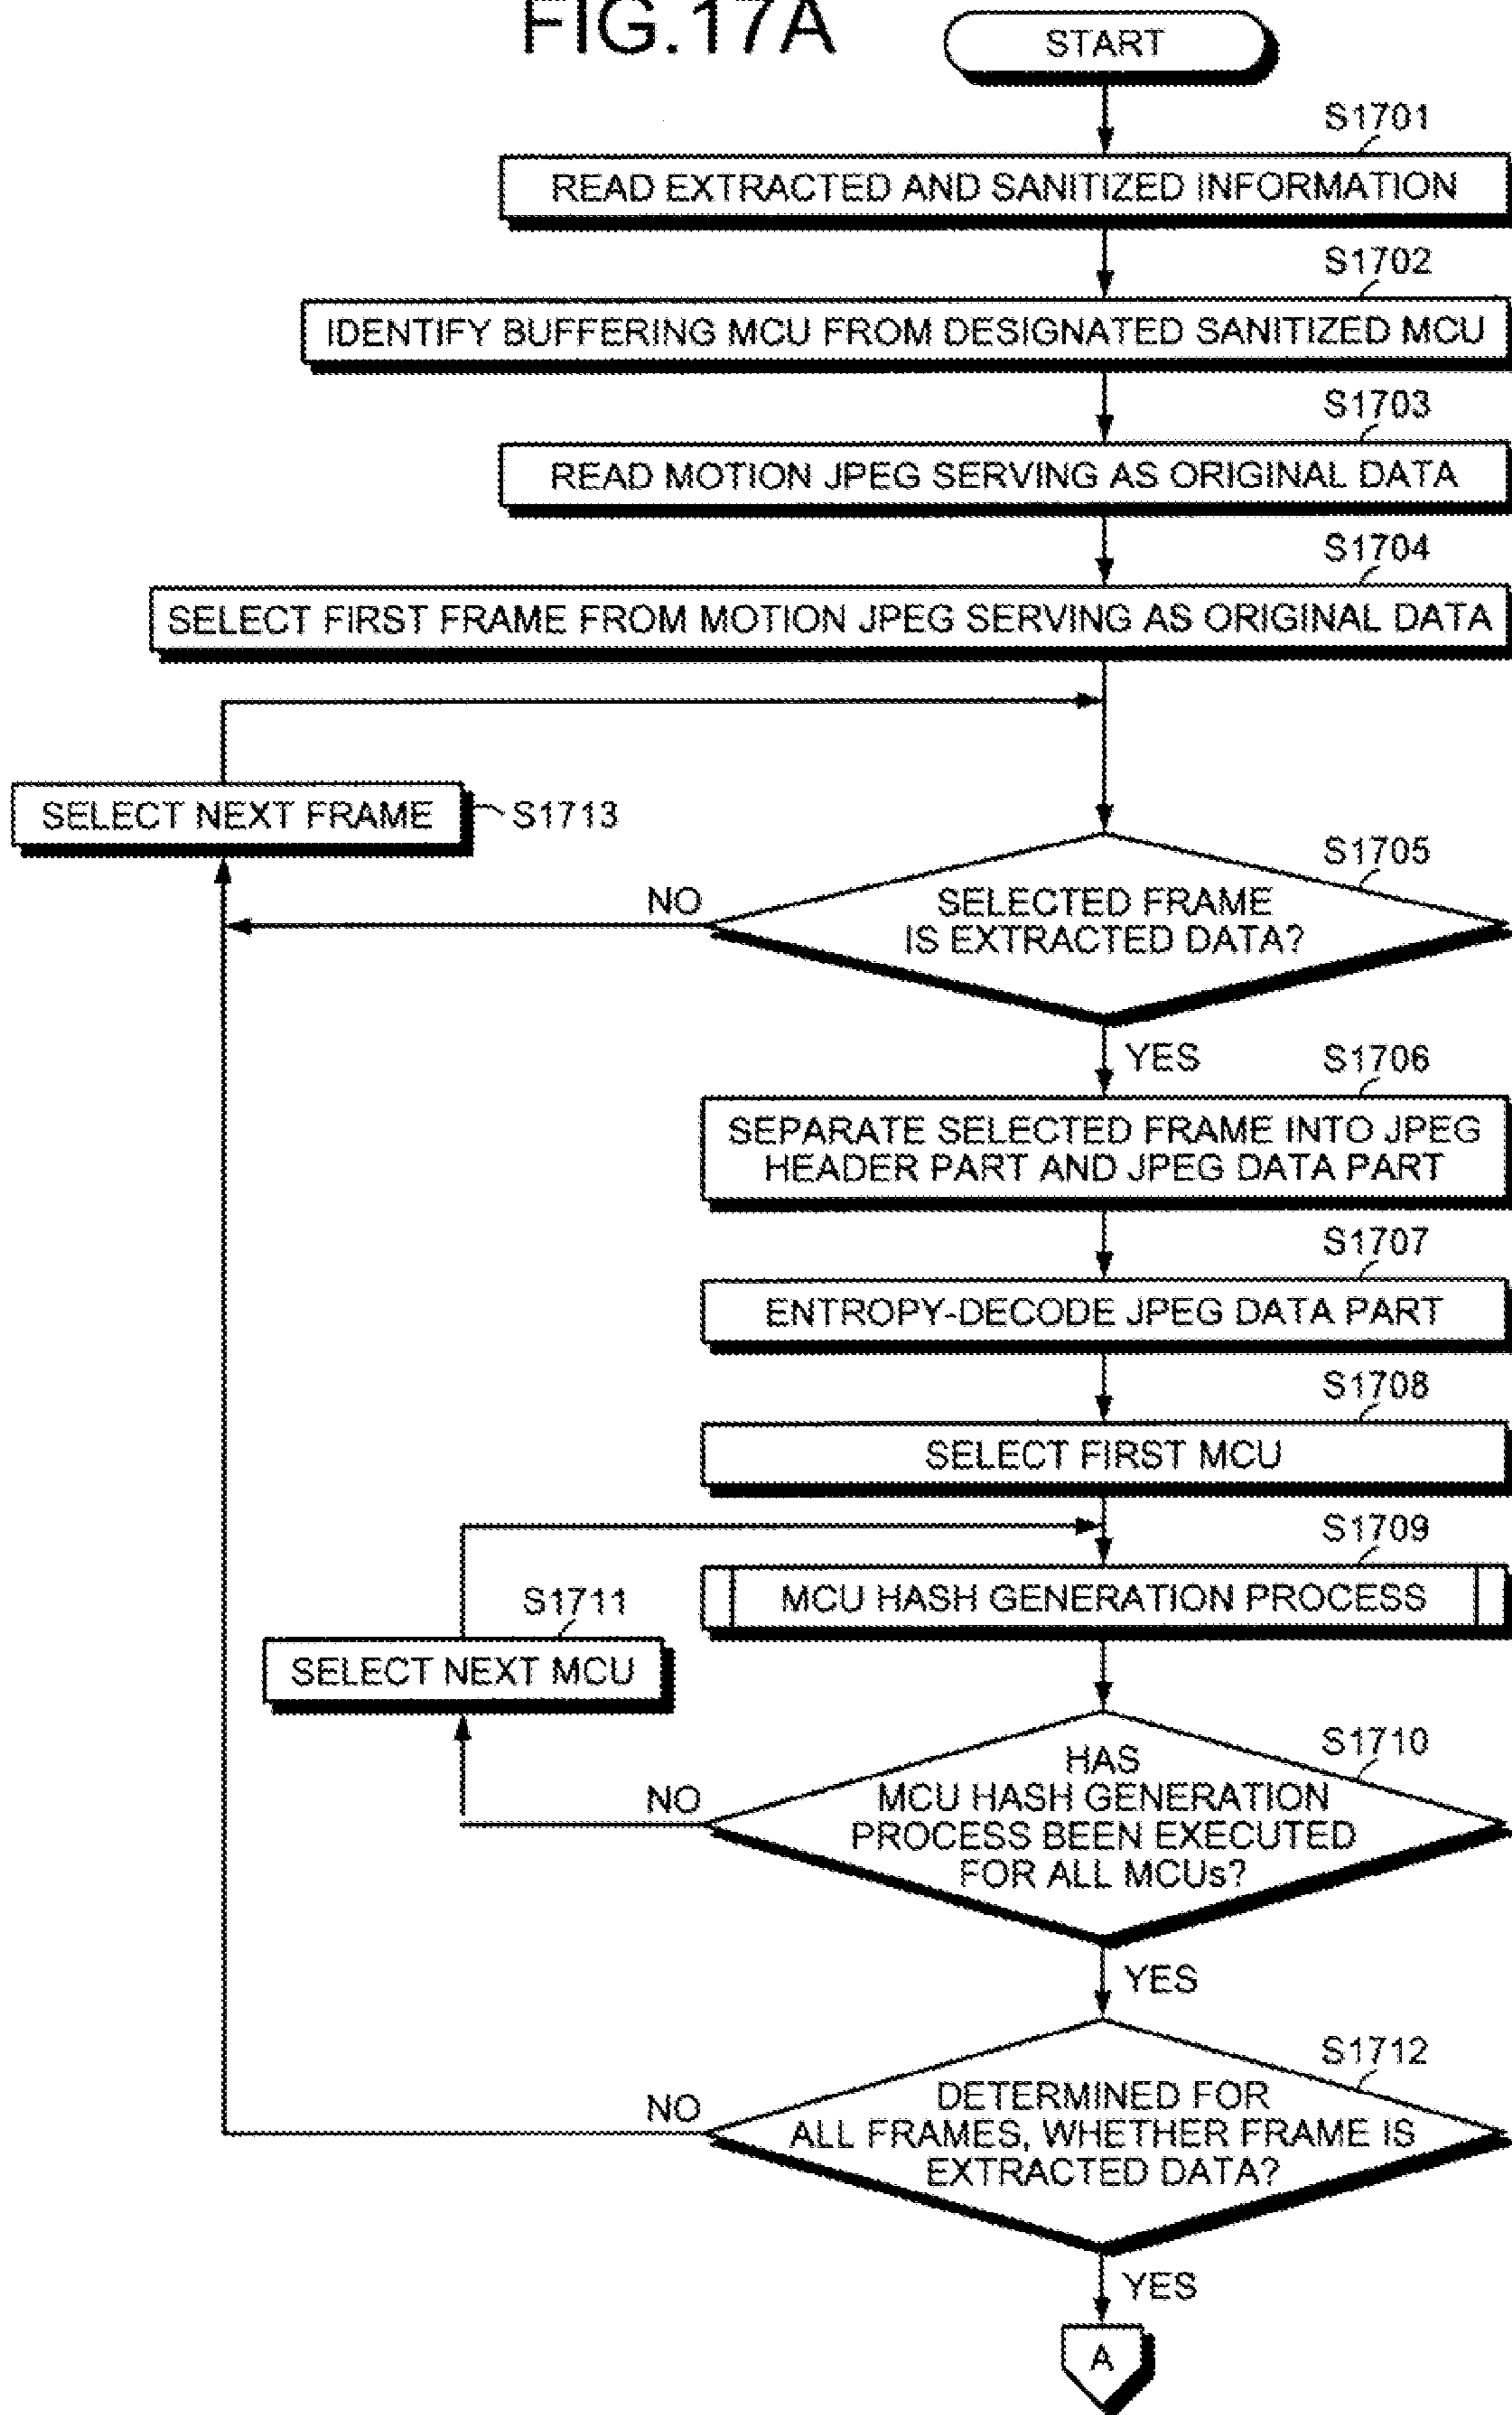 FIG.17A
START
S1701
READ EXTRACTED AND SANITIZED INFORMATION
S1702
IDENTIFY BUFFERING MCU FROM DESIGNATED SANITIZED MCU
S1703
READ MOTION JPEG SERVING AS ORIGINAL DATA
S1704
SELECT FIRST FRAME FROM MOTION JPEG SERVING AS ORIGINAL DATA
SELECT NEXT FRAME
S1713
S1705
NO
SELECTED FRAME
IS EXTRACTED DATA?
YES
S1706
SEPARATE SELECTED FRAME INTO JPEG
HEADER PART AND JPEG DATA PART
S1707
ENTROPY-DECODE JPEG DATA PART
S1708
SELECT FIRST MCU
S1709
MCU HASH GENERATION PROCESS
S1711
SELECT NEXT MCU
S1710
NO
HAS
MCU HASH GENERATION
PROCESS BEEN EXECUTED
FOR ALL MCUs?
YES
S1712
NO
DETERMINED FOR
ALL FRAMES, WHETHER FRAME IS
EXTRACTED DATA?
YES
A